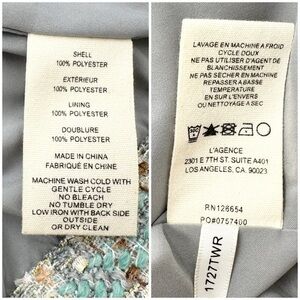 SHELL
100% POLYESTER
EXTÉRIEUR
100% POLYESTER
LINING
100% POLYESTER
DOUBLURE
100% POLYESTER
MADE IN CHINA
FABRIQUÉ EN CHINE
MACHINE WASH COLD WITH
GENTLE CYCLE
NO BLEACH
NO TUMBLE DRY
LOW IRON WITH BACK SIDE
OUTSIDE
OR DRY CLEAN
LAVAGE EN MACHINE A FROID
CYCLE DOUX
NE PAS UTILISER D'AGENT DE
BLANCHISSEMENT
NE PAS SÉCHER EN MACHINE
REPASSER A BASSE
TEMPERATURE
EN SUR L'ENVERS
OU NETTOYAGE A SEC
L'AGENCE
2301 E 7TH ST. SUITE A401
LOS ANGELES, CA. 90023
RN128654
PO#0757400
1727TWR